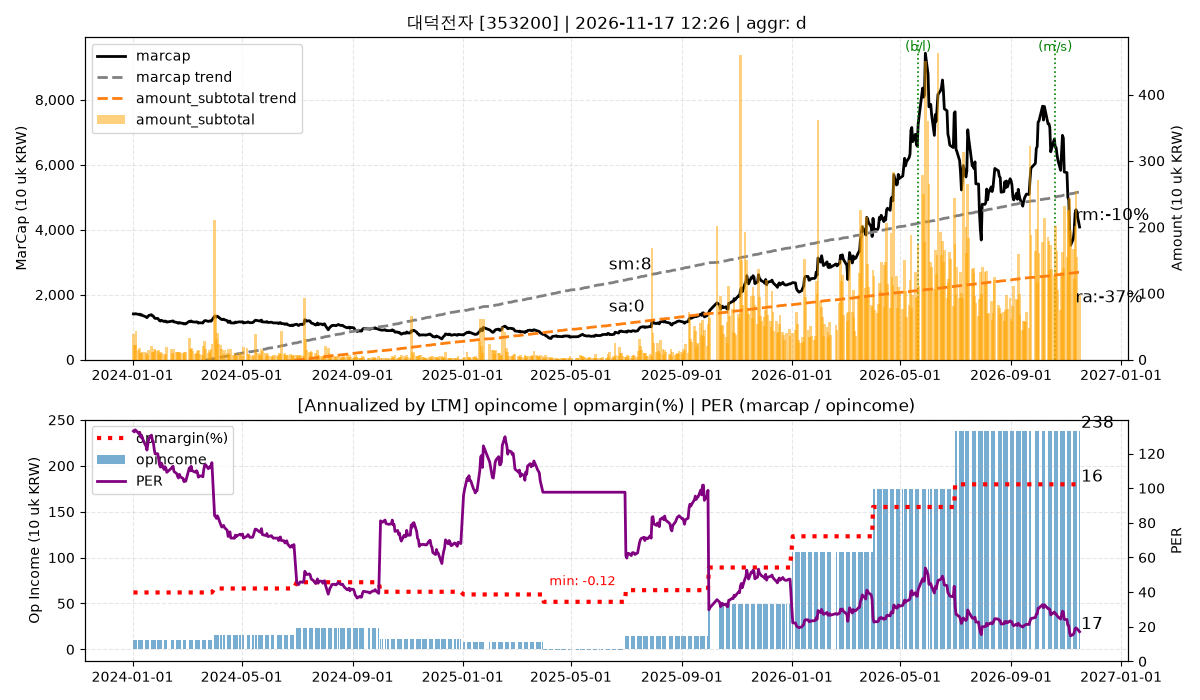 대덕전자 [353200] | 2026-11-17 12:26 | aggr: d
marcap
marcap trend
amount_subtotal trend
amount_subtotal
(b/l)
(m/s)
MarCap (10 uk KRW)
8,000
6,000
4,000
2,000
0
400
300
200
100
0
Amount (10 uk KRW)
sm:8
sa:0
rm:-10%
ra:-37%
2024-01-01 2024-05-01 2024-09-01 2025-01-01 2025-05-01 2025-09-01 2026-01-01 2026-05-01 2026-09-01 2027-01-01
[Annualized by LTM] opincome | opmargin(%) | PER (marcap / opincome)
opmargin(%)
opincome
PER
Op Income (10 uk KRW)
250
200
150
100
50
0
120
100
80
60
40
20
0
PER
238
16
17
min: -0.12
2024-01-01 2024-05-01 2024-09-01 2025-01-01 2025-05-01 2025-09-01 2026-01-01 2026-05-01 2026-09-01 2027-01-01